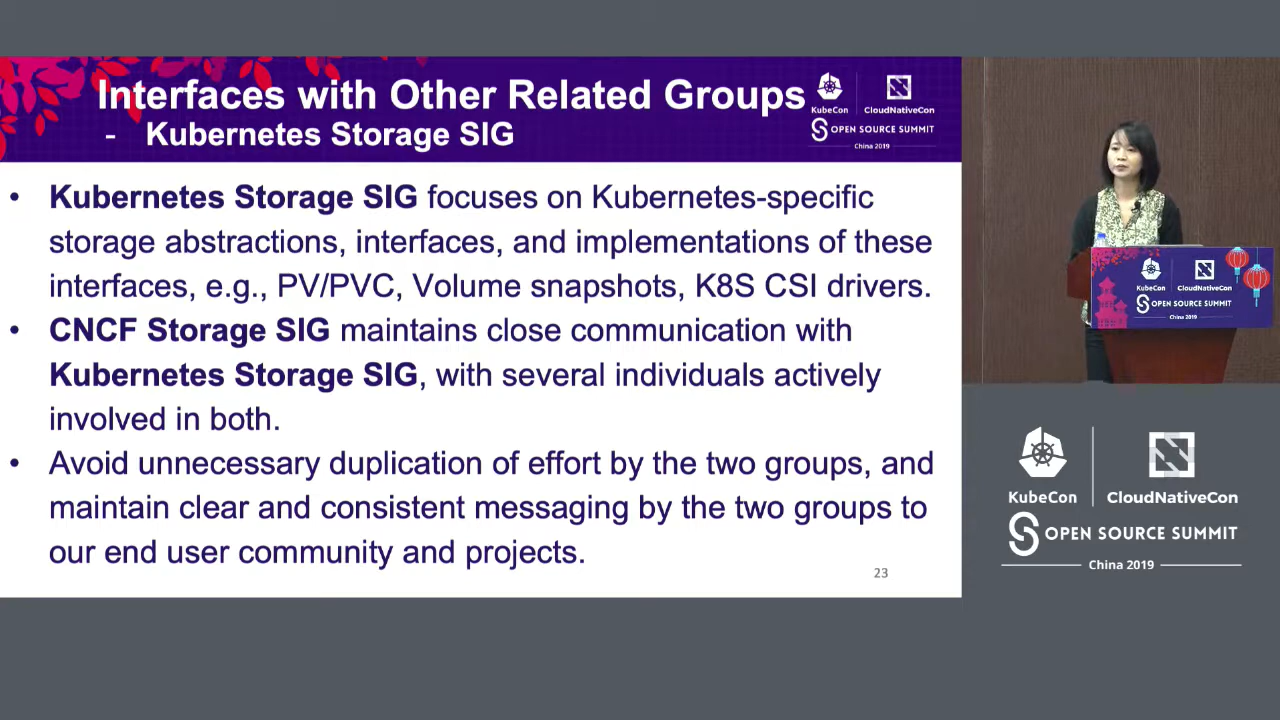 Interfaces with Other Related Groups
- Kubernetes Storage SIG
KubeCon
CloudNativeCon
OPEN SOURCE SUMMIT
China 2019
• Kubernetes Storage SIG focuses on Kubernetes-specific
storage abstractions, interfaces, and implementations of these
interfaces, e.g., PV/PVC, Volume snapshots, K8S CSI drivers.
• CNCF Storage SIG maintains close communication with
Kubernetes Storage SIG, with several individuals actively
involved in both.
• Avoid unnecessary duplication of effort by the two groups, and
maintain clear and consistent messaging by the two groups to
our end user community and projects.
23
KubeCon
CloudNativeCon
OPEN SOURCE SUMMIT
China 2019
KubeCon
CloudNativeCon
OPEN SOURCE SUMMIT
China 2019